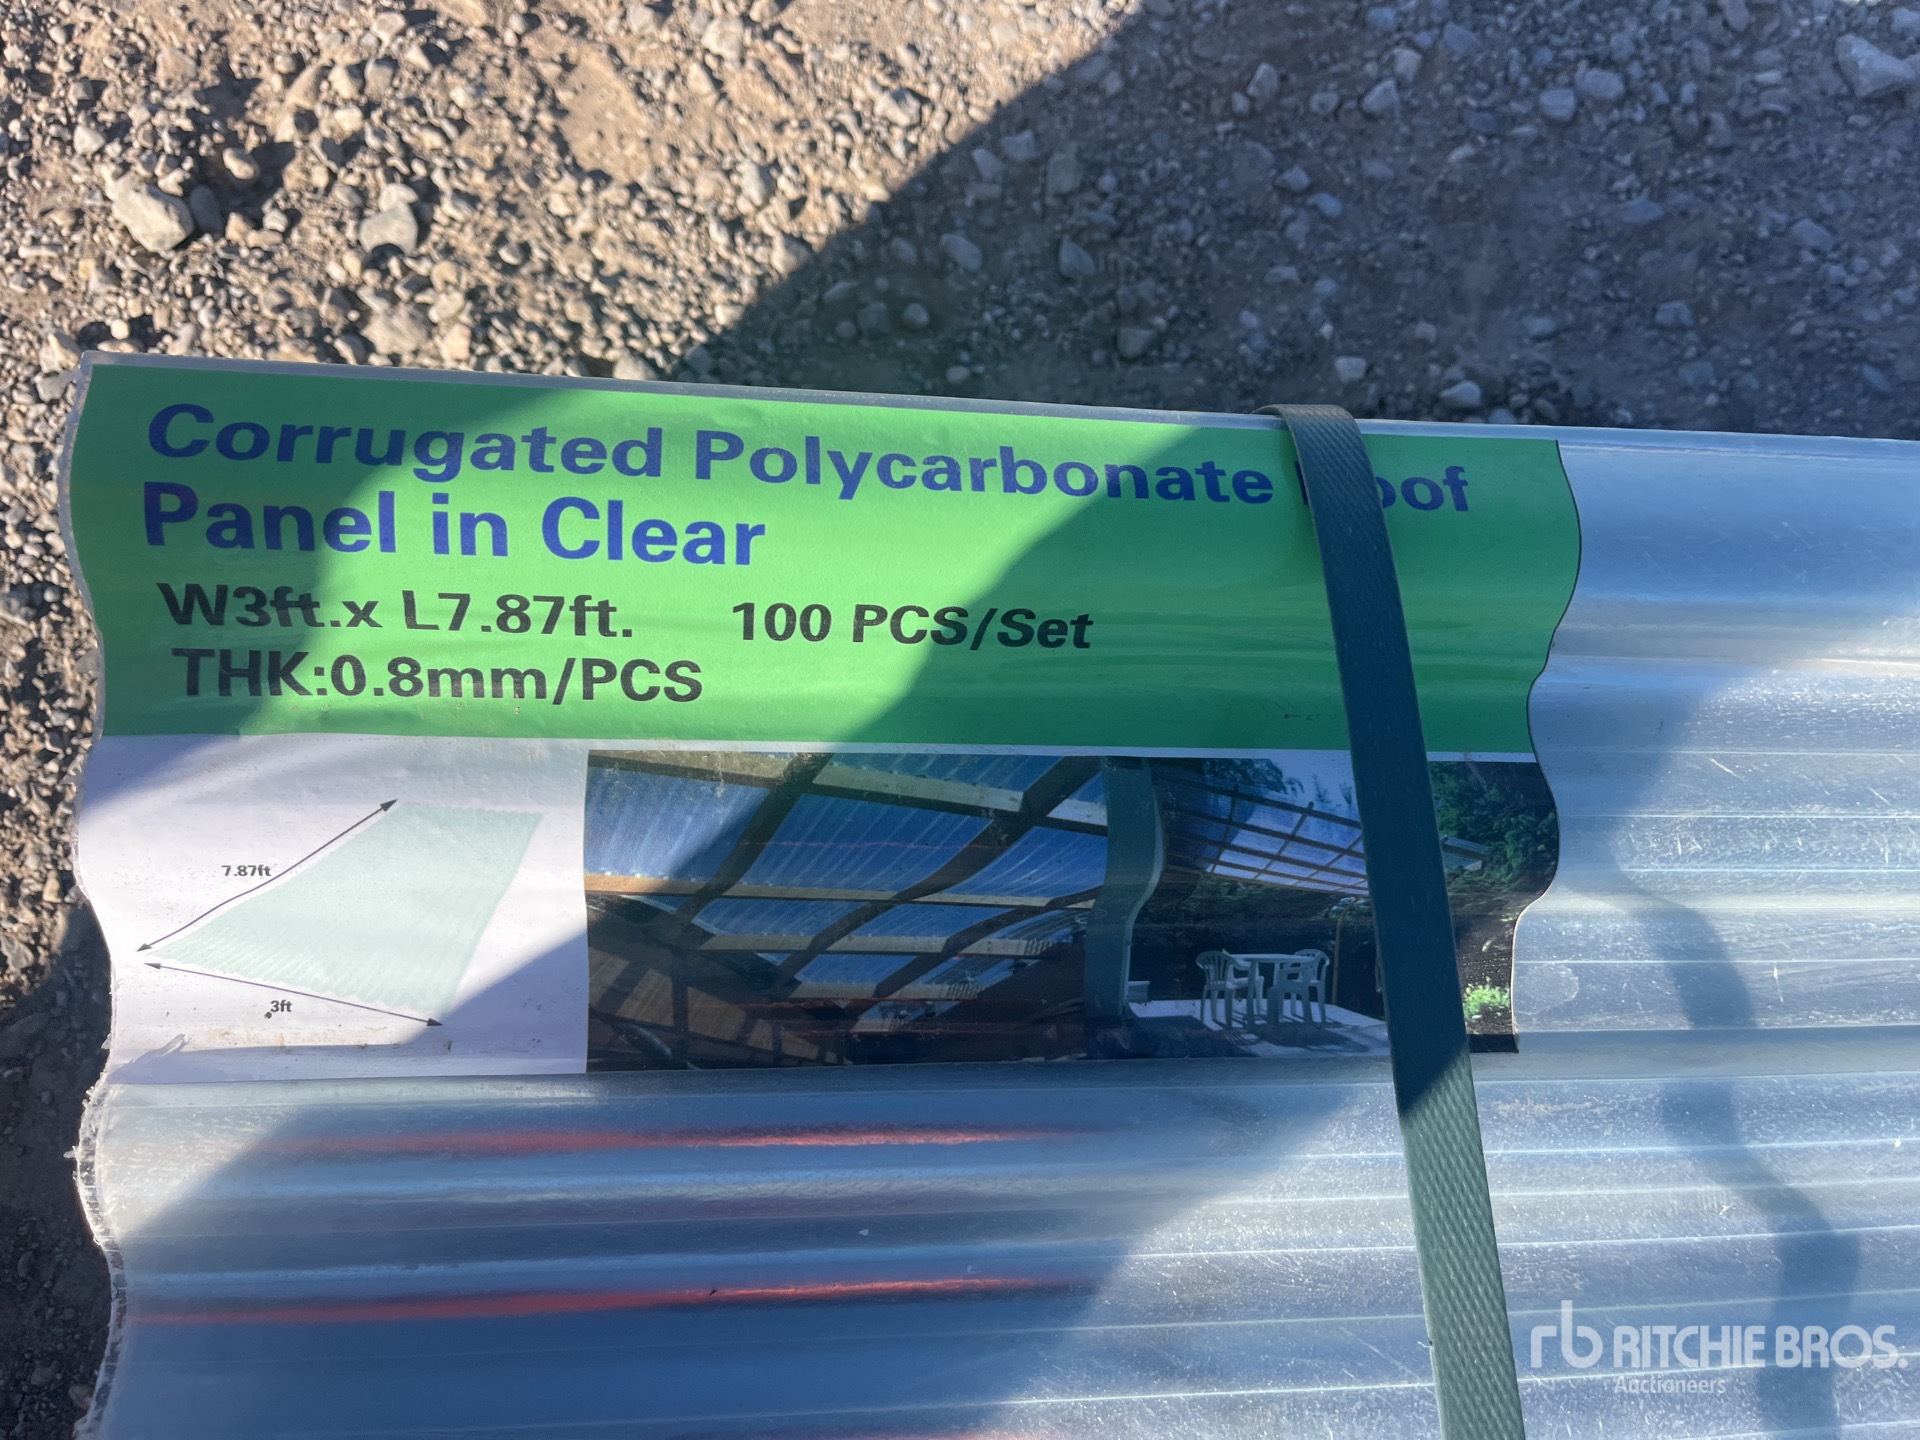 Corrugated Polycarbonate Roof
Panel in Clear
W3ft.x L7.87ft. 100 PCS/Set
THK:0.8mm/PCS
7.87ft
3ft
rb RITCHIE BROS.
Auctioneers